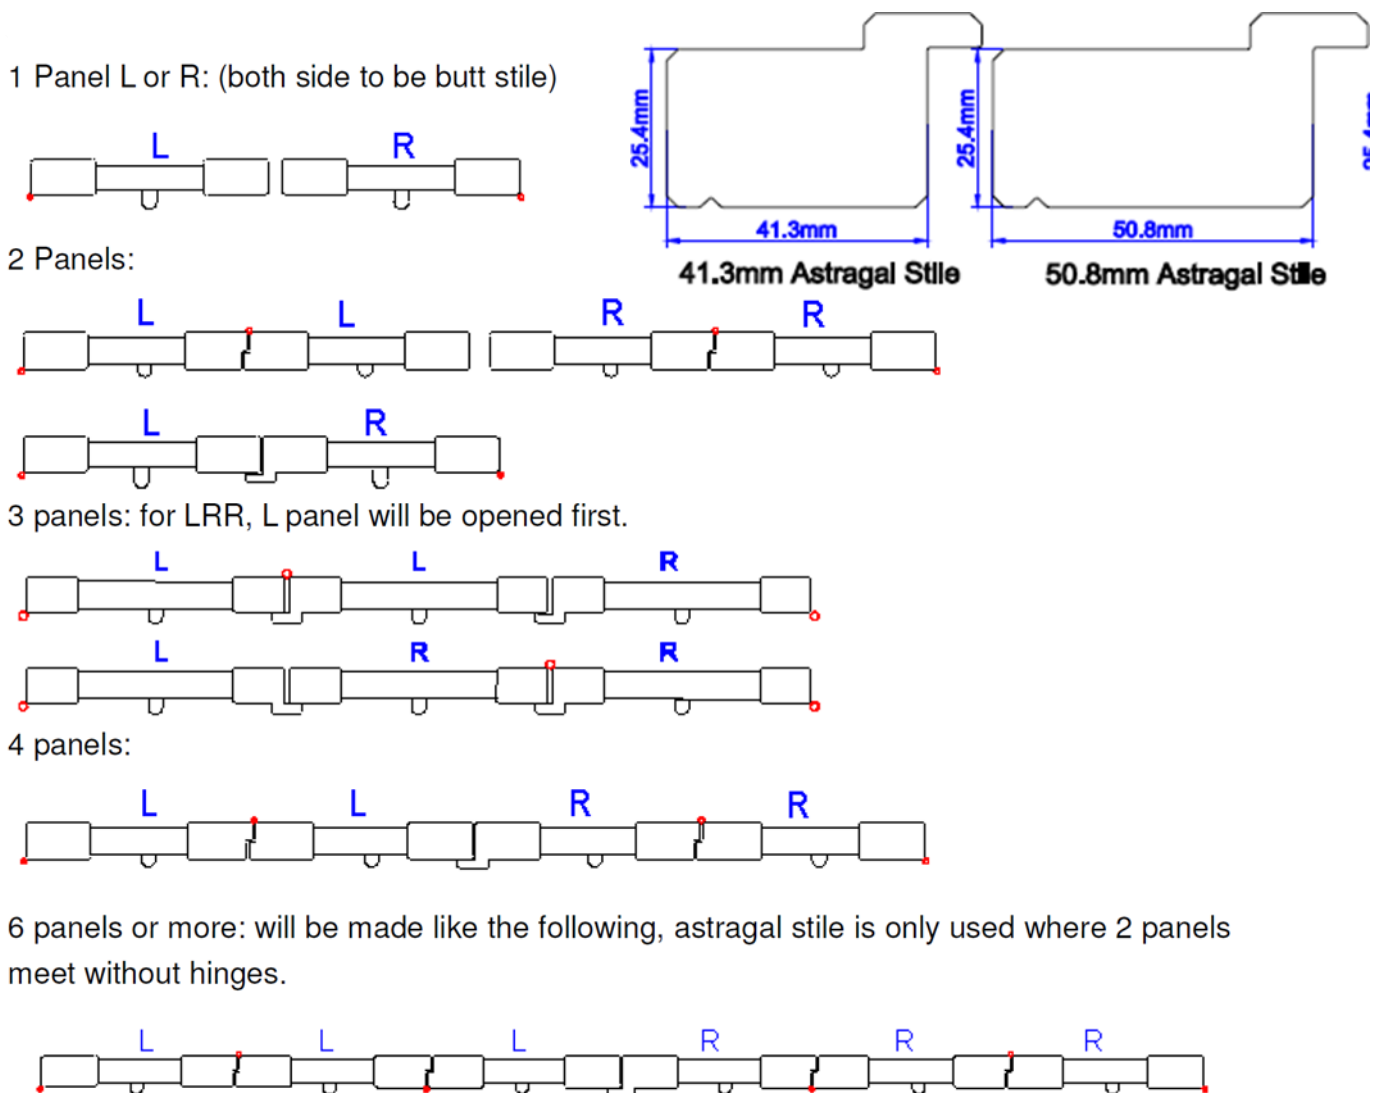 1 Panel L or R: (both side to be butt stile)
L R
25.4mm 25.4mm
41.3mm 50.8mm
41.3mm Astragal Stile 50.8mm Astragal Stile
2 Panels:
L L R R
L R
3 panels: for LRR, L panel will be opened first.
L L R
L R R
4 panels:
L L R R
6 panels or more: will be made like the following, astragal stile is only used where 2 panels
meet without hinges.
L L L R R R